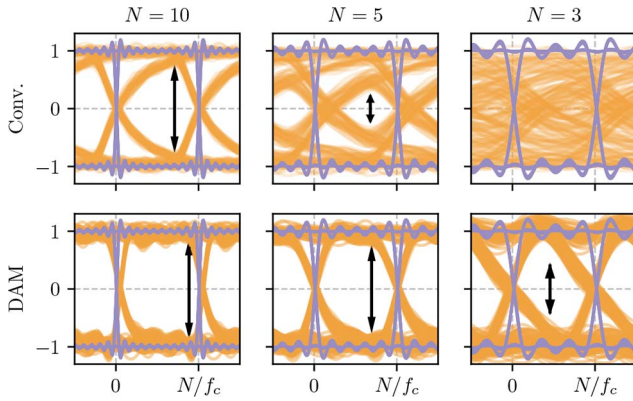 N = 10
N = 5
N = 3
Conv.
1
0
−1
DAM
1
0
−1
0
N/f_c
0
N/f_c
0
N/f_c